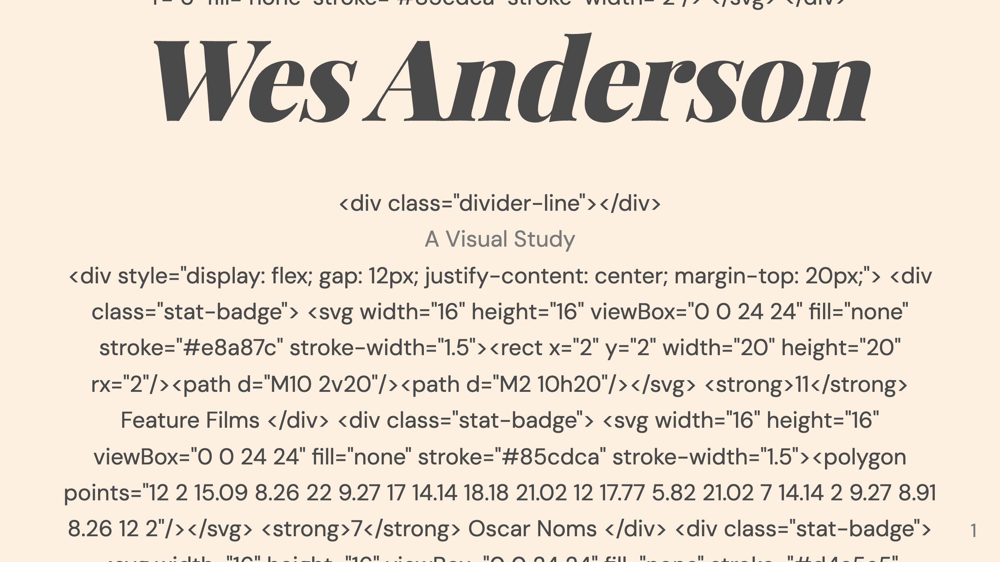 r="6" fill="none" stroke="#85cdca" stroke-width="2"/></svg></div>
Wes Anderson
<div class="divider-line"></div>
A Visual Study
<div style="display: flex; gap: 12px; justify-content: center; margin-top: 20px;"> <div
class="stat-badge"> <svg width="16" height="16" viewBox="0 0 24 24" fill="none"
stroke="#e8a87c" stroke-width="1.5"><rect x="2" y="2" width="20" height="20"
rx="2"/><path d="M10 2v20"/><path d="M2 10h20"/></svg> <strong>11</strong>
Feature Films </div> <div class="stat-badge"> <svg width="16" height="16"
viewBox="0 0 24 24" fill="none" stroke="#85cdca" stroke-width="1.5"><polygon
points="12 2 15.09 8.26 22 9.27 17 14.14 18.18 21.02 12 17.77 5.82 21.02 7 14.14 2 9.27 8.91
8.26 12 2"/></svg> <strong>7</strong> Oscar Noms </div> <div class="stat-badge">
1
<svg width="16" height="16" viewBox="0 0 24 24" fill="none"